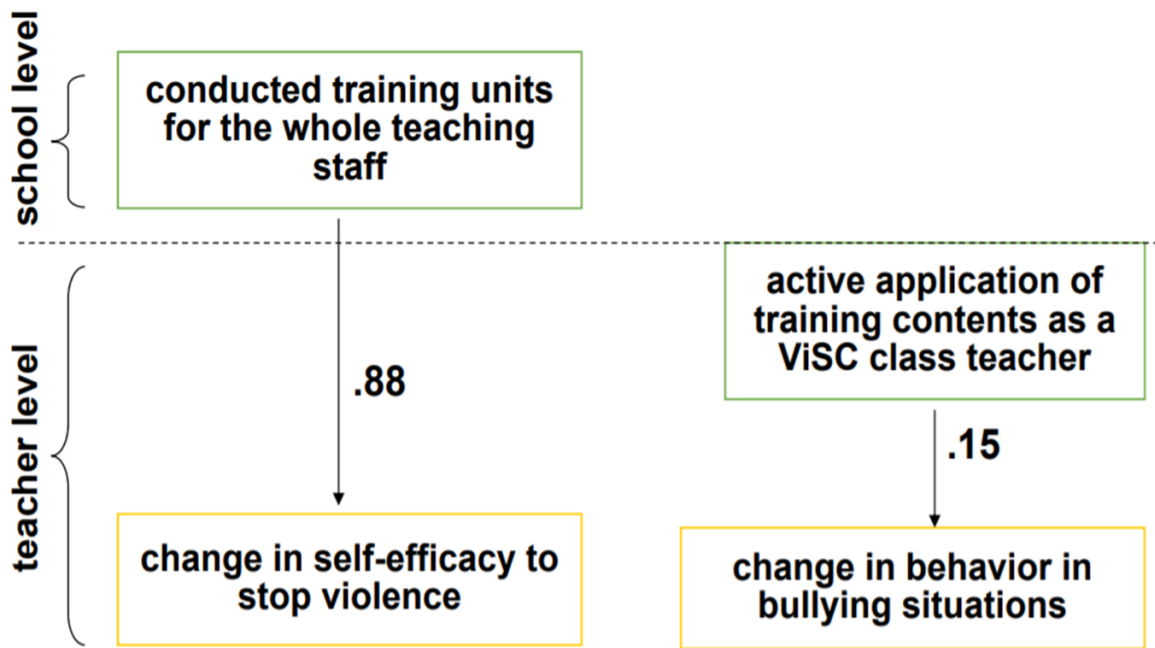 school level
conducted training units
for the whole teaching
staff
teacher level
active application of
training contents as a
ViSC class teacher
.88
.15
change in self-efficacy to
stop violence
change in behavior in
bullying situations